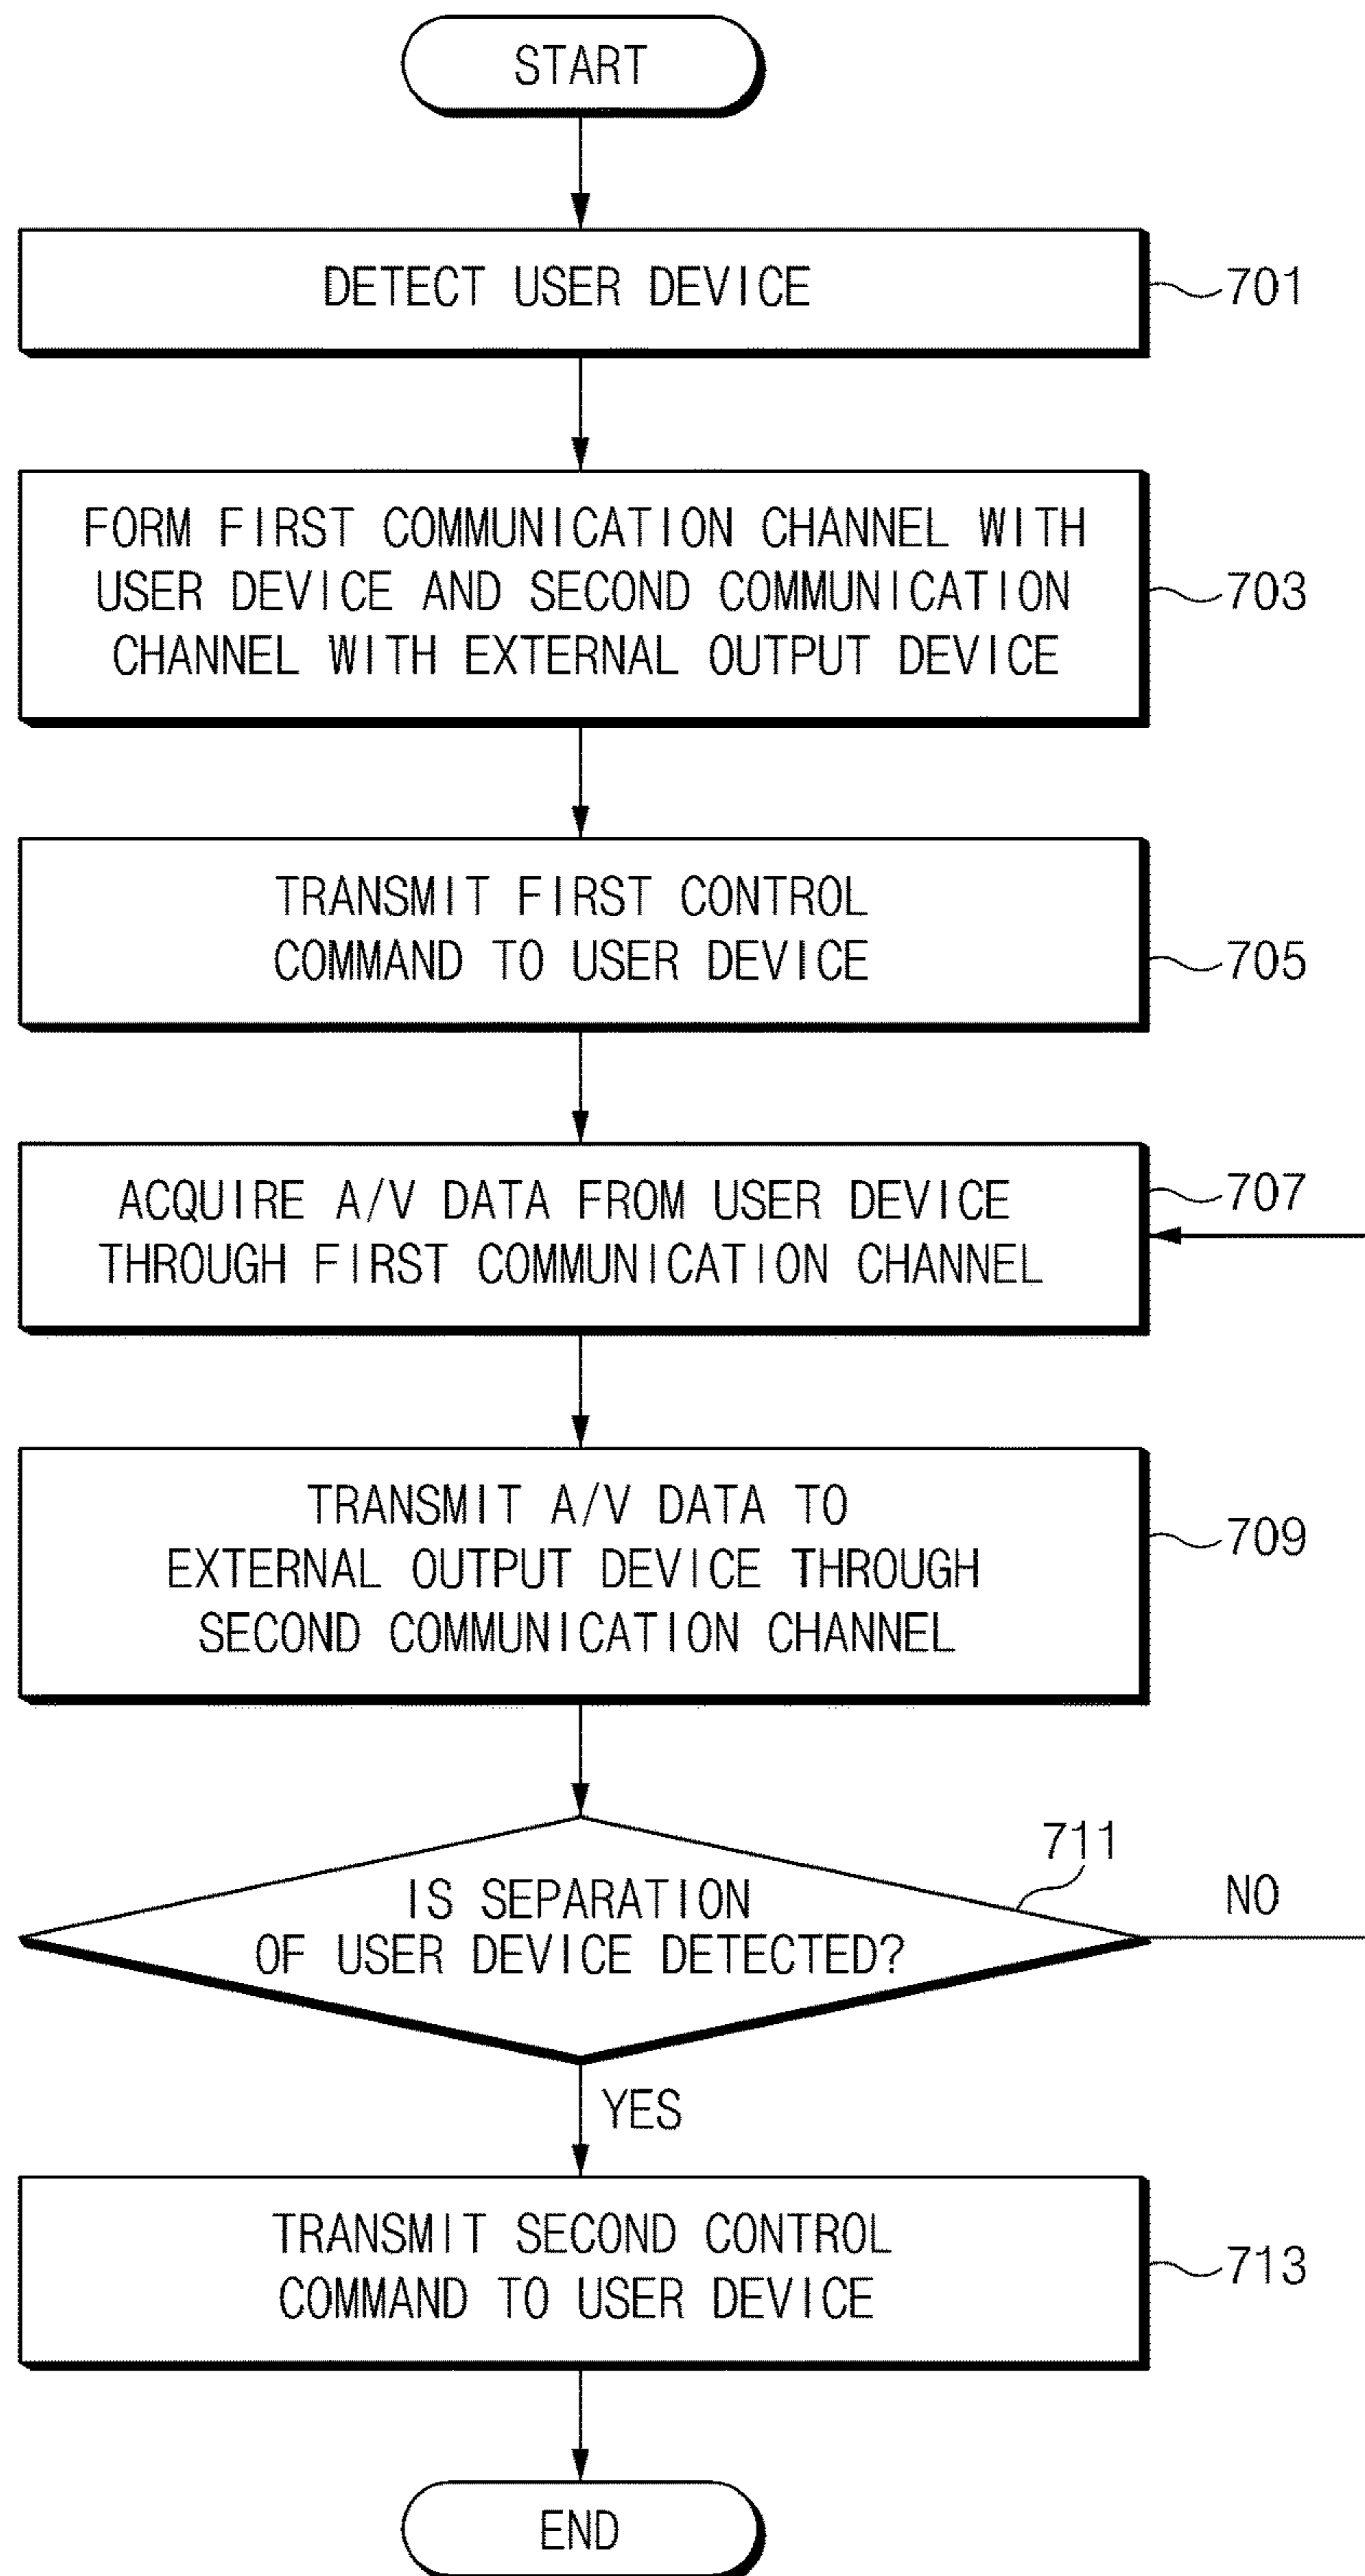 START
DETECT USER DEVICE
701
FORM FIRST COMMUNICATION CHANNEL WITH
USER DEVICE AND SECOND COMMUNICATION
CHANNEL WITH EXTERNAL OUTPUT DEVICE
703
TRANSMIT FIRST CONTROL
COMMAND TO USER DEVICE
705
ACQUIRE A/V DATA FROM USER DEVICE
THROUGH FIRST COMMUNICATION CHANNEL
707
TRANSMIT A/V DATA TO
EXTERNAL OUTPUT DEVICE THROUGH
SECOND COMMUNICATION CHANNEL
709
711
IS SEPARATION
OF USER DEVICE DETECTED?
NO
YES
TRANSMIT SECOND CONTROL
COMMAND TO USER DEVICE
713
END